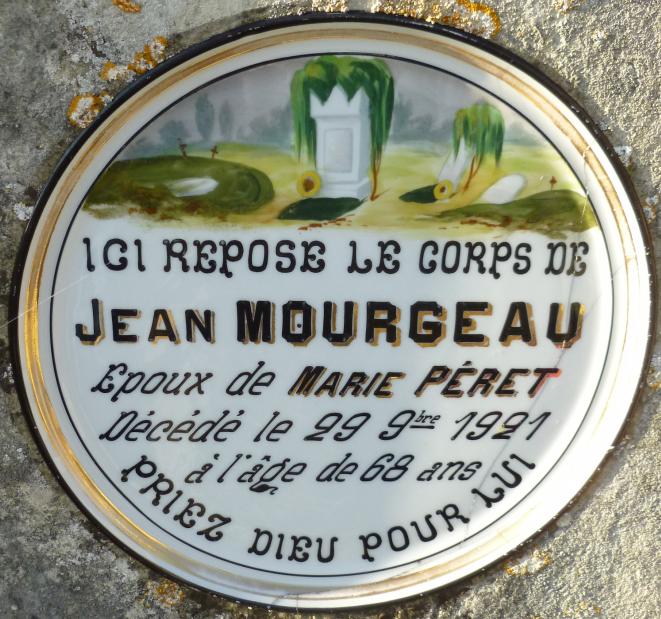 ICI REPOSE LE CORPS DE
JEAN MOURGEAU
Epoux de MARIE PÉRET
Décédé le 29 9bre 1921
à l'âge de 68 ans
PRIEZ DIEU POUR LUI